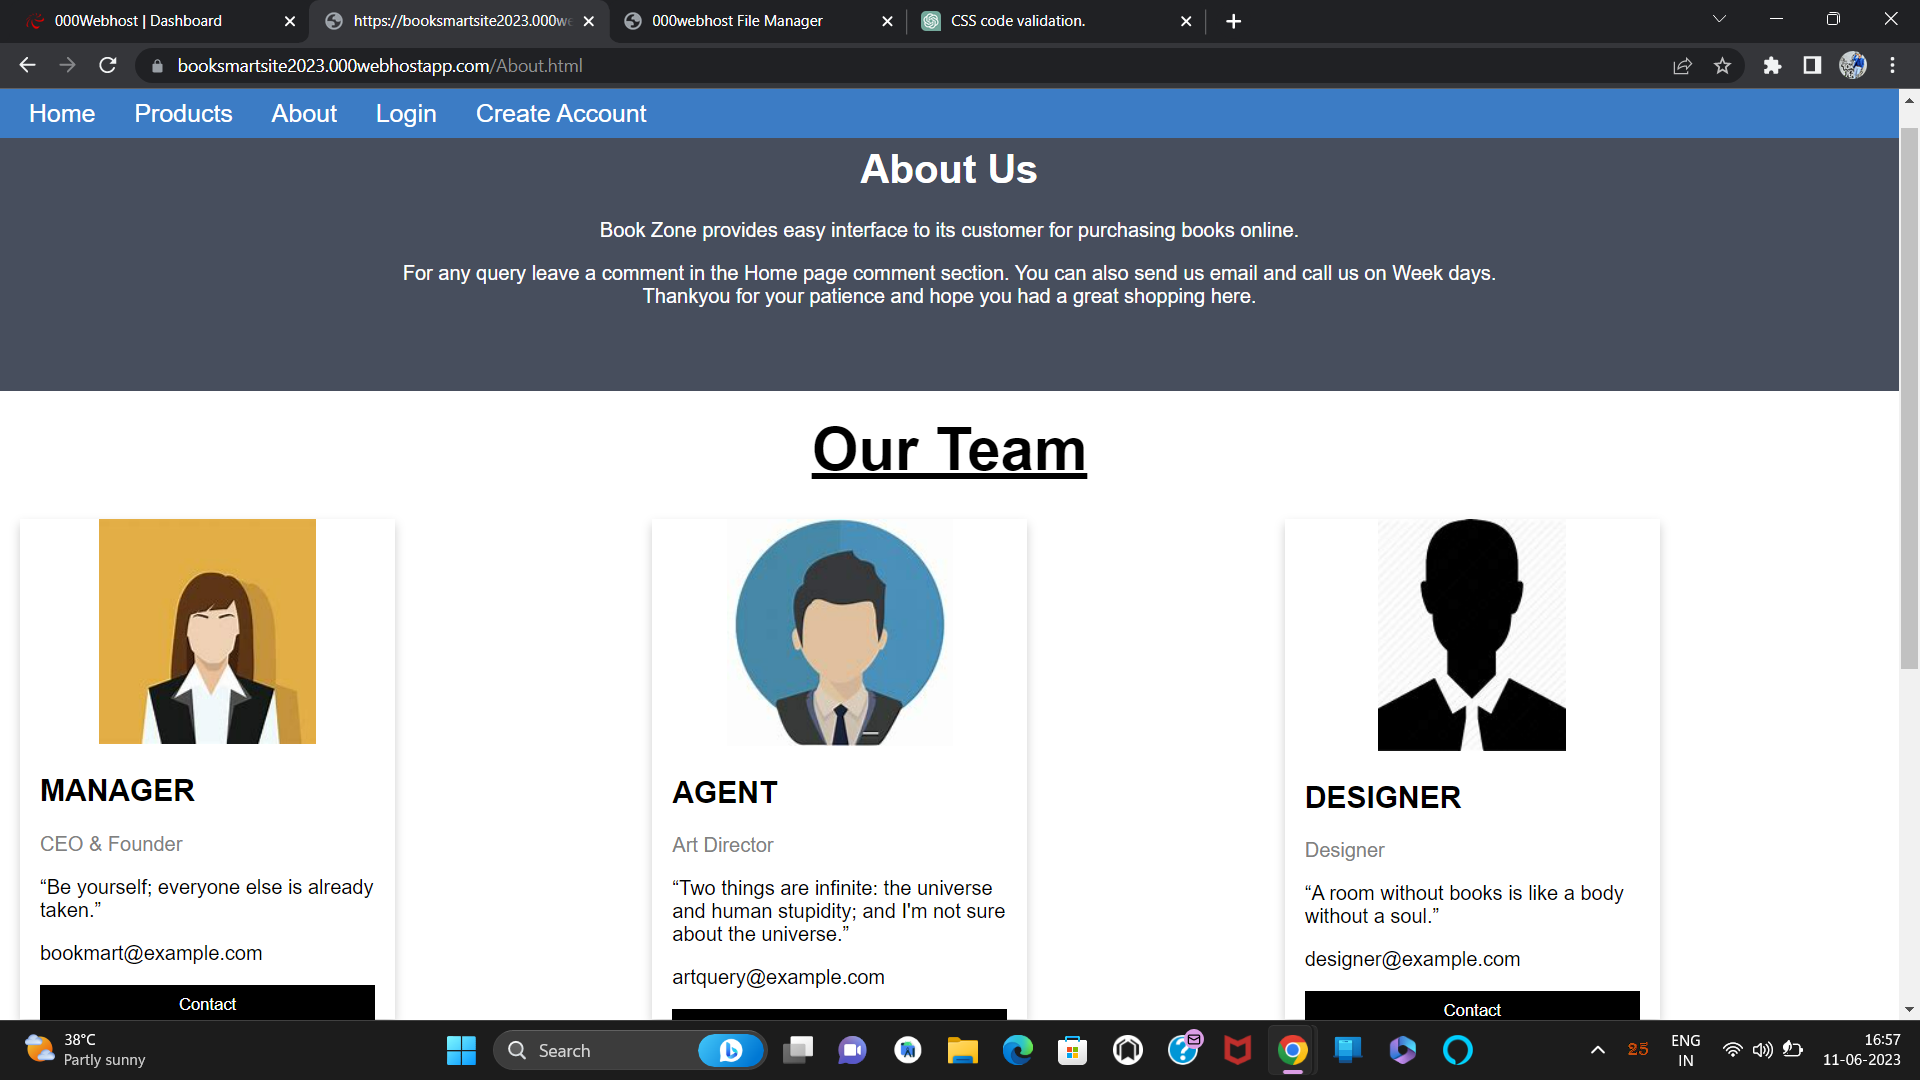 000Webhost | Dashboard
https://booksmartsite2023.000we
000webhost File Manager
CSS code validation.
booksmartsite2023.000webhostapp.com/About.html
Home Products About Login Create Account
About Us
Book Zone provides easy interface to its customer for purchasing books online.
For any query leave a comment in the Home page comment section. You can also send us email and call us on Week days.
Thankyou for your patience and hope you had a great shopping here.
Our Team
MANAGER
CEO & Founder
“Be yourself; everyone else is already
taken.”
bookmart@example.com
Contact
AGENT
Art Director
“Two things are infinite: the universe
and human stupidity; and I'm not sure
about the universe.”
artquery@example.com
DESIGNER
Designer
“A room without books is like a body
without a soul.”
designer@example.com
Contact
38°C
Partly sunny
Search
25
ENG
IN
16:57
11-06-2023